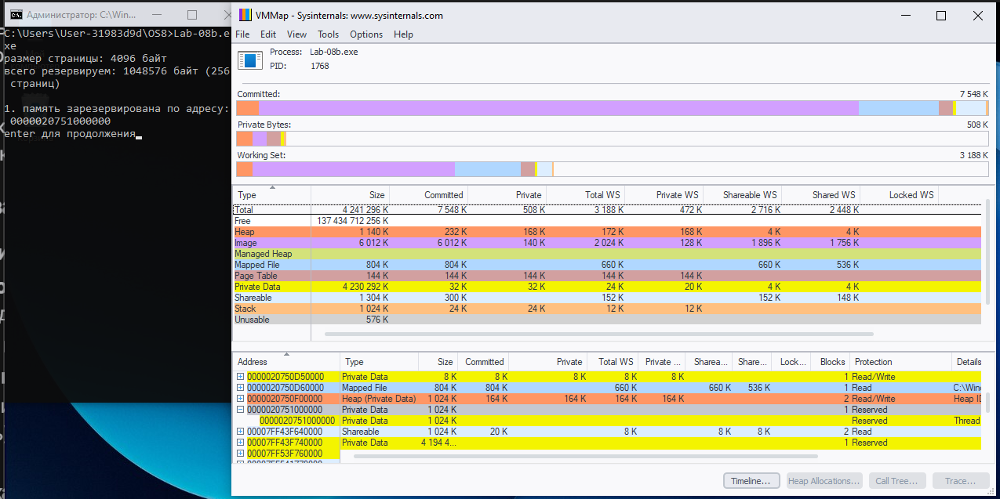 Администратор: C:\Win...
C:\Users\User-31983d9d\OS8>Lab-08b.e
xe
размер страницы: 4096 байт
всего резервируем: 1048576 байт (256
страниц)
1. память зарезервирована по адресу:
0000020751000000
enter для продолжения
VMMap - Sysinternals: www.sysinternals.com
File Edit View Tools Options Help
Process: Lab-08b.exe
PID: 1768
Committed: 7 548 K
Private Bytes: 508 K
Working Set: 3 188 K
Type Size Committed Private Total WS Private WS Shareable WS Shared WS Locked WS
Total 4 241 296 K 7 548 K 508 K 3 188 K 472 K 2 716 K 2 448 K
Free 137 434 712 256 K
Heap 1 140 K 232 K 168 K 172 K 168 K 4 K 4 K
Image 6 012 K 6 012 K 140 K 2 024 K 128 K 1 896 K 1 756 K
Managed Heap
Mapped File 804 K 804 K 660 K 660 K 536 K
Page Table 144 K 144 K 144 K 144 K 144 K
Private Data 4 230 292 K 32 K 32 K 24 K 20 K 4 K 4 K
Shareable 1 304 K 300 K 152 K 152 K 148 K
Stack 1 024 K 24 K 24 K 12 K 12 K
Unusable 576 K
Address Type Size Committed Private Total WS Private ... Sharea... Share... Lock... Blocks Protection Details
0000020750D50000 Private Data 8 K 8 K 8 K 8 K 8 K 1 Read/Write
0000020750D60000 Mapped File 804 K 804 K 660 K 660 K 536 K 1 Read C:\Win
0000020750F00000 Heap (Private Data) 1 024 K 164 K 164 K 164 K 164 K 2 Read/Write Heap ID
0000020751000000 Private Data 1 024 K 1 Reserved
0000020751000000 Private Data 1 024 K Reserved Thread
00007FF43F640000 Shareable 1 024 K 20 K 8 K 8 K 8 K 2 Read
00007FF43F740000 Private Data 4 194 4... 1 Reserved
00007FF53F760000
Timeline... Heap Allocations... Call Tree... Trace...